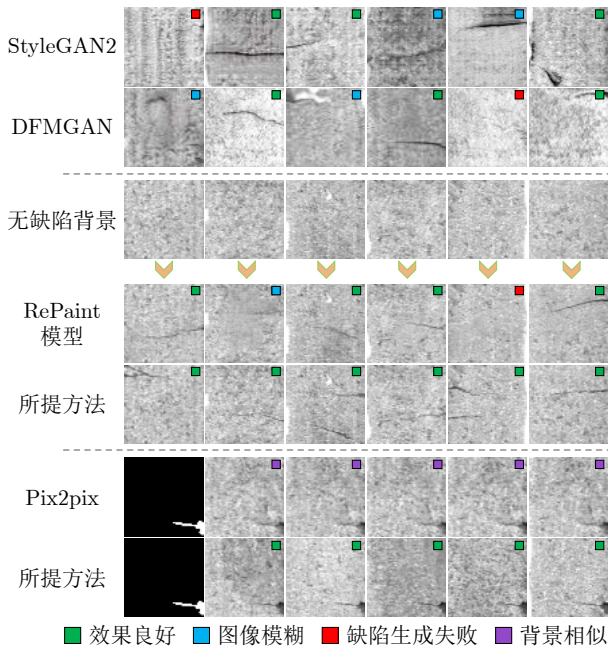 StyleGAN2
DFMGAN
无缺陷背景
RePaint
模型
所提方法
Pix2pix
所提方法
效果良好 图像模糊 缺陷生成失败 背景相似